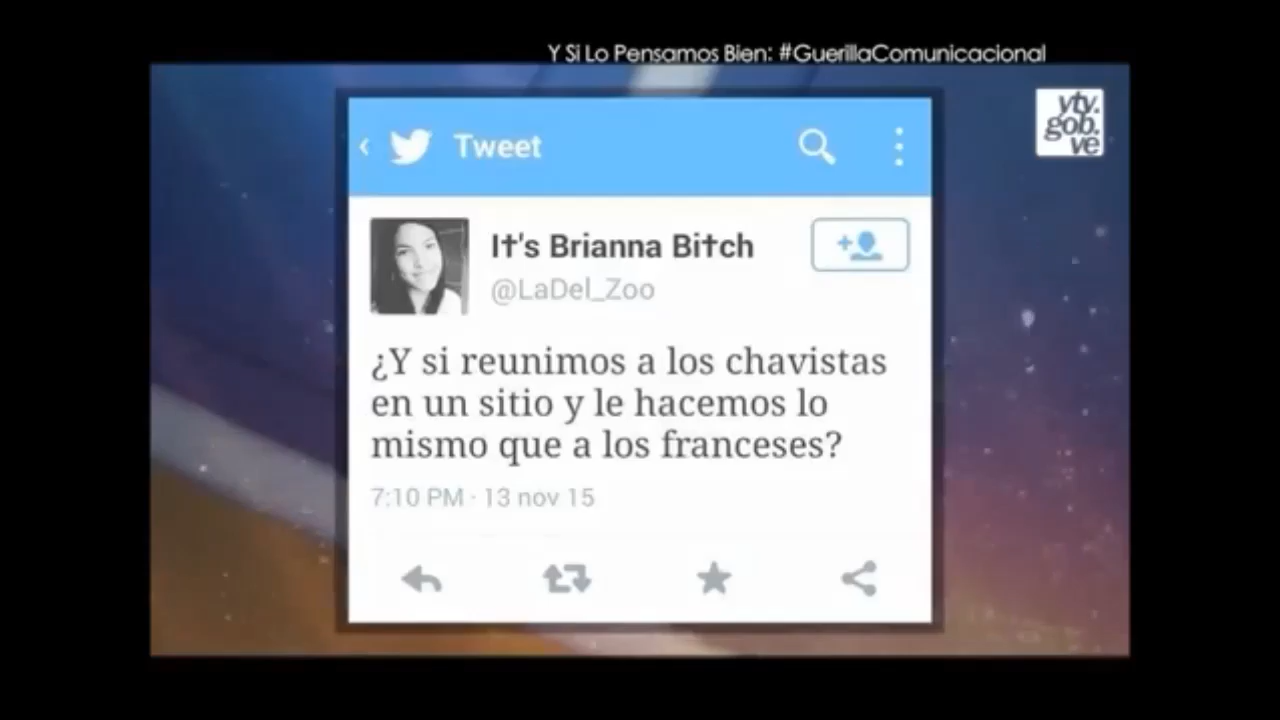 Y Si Lo Pensamos Bien: #GuerillaComunicacional
vtv.
gob.
ve
Tweet
It's Brianna Bitch
@LaDel_Zoo
¿Y si reunimos a los chavistas
en un sitio y le hacemos lo
mismo que a los franceses?
7:10 PM · 13 nov 15